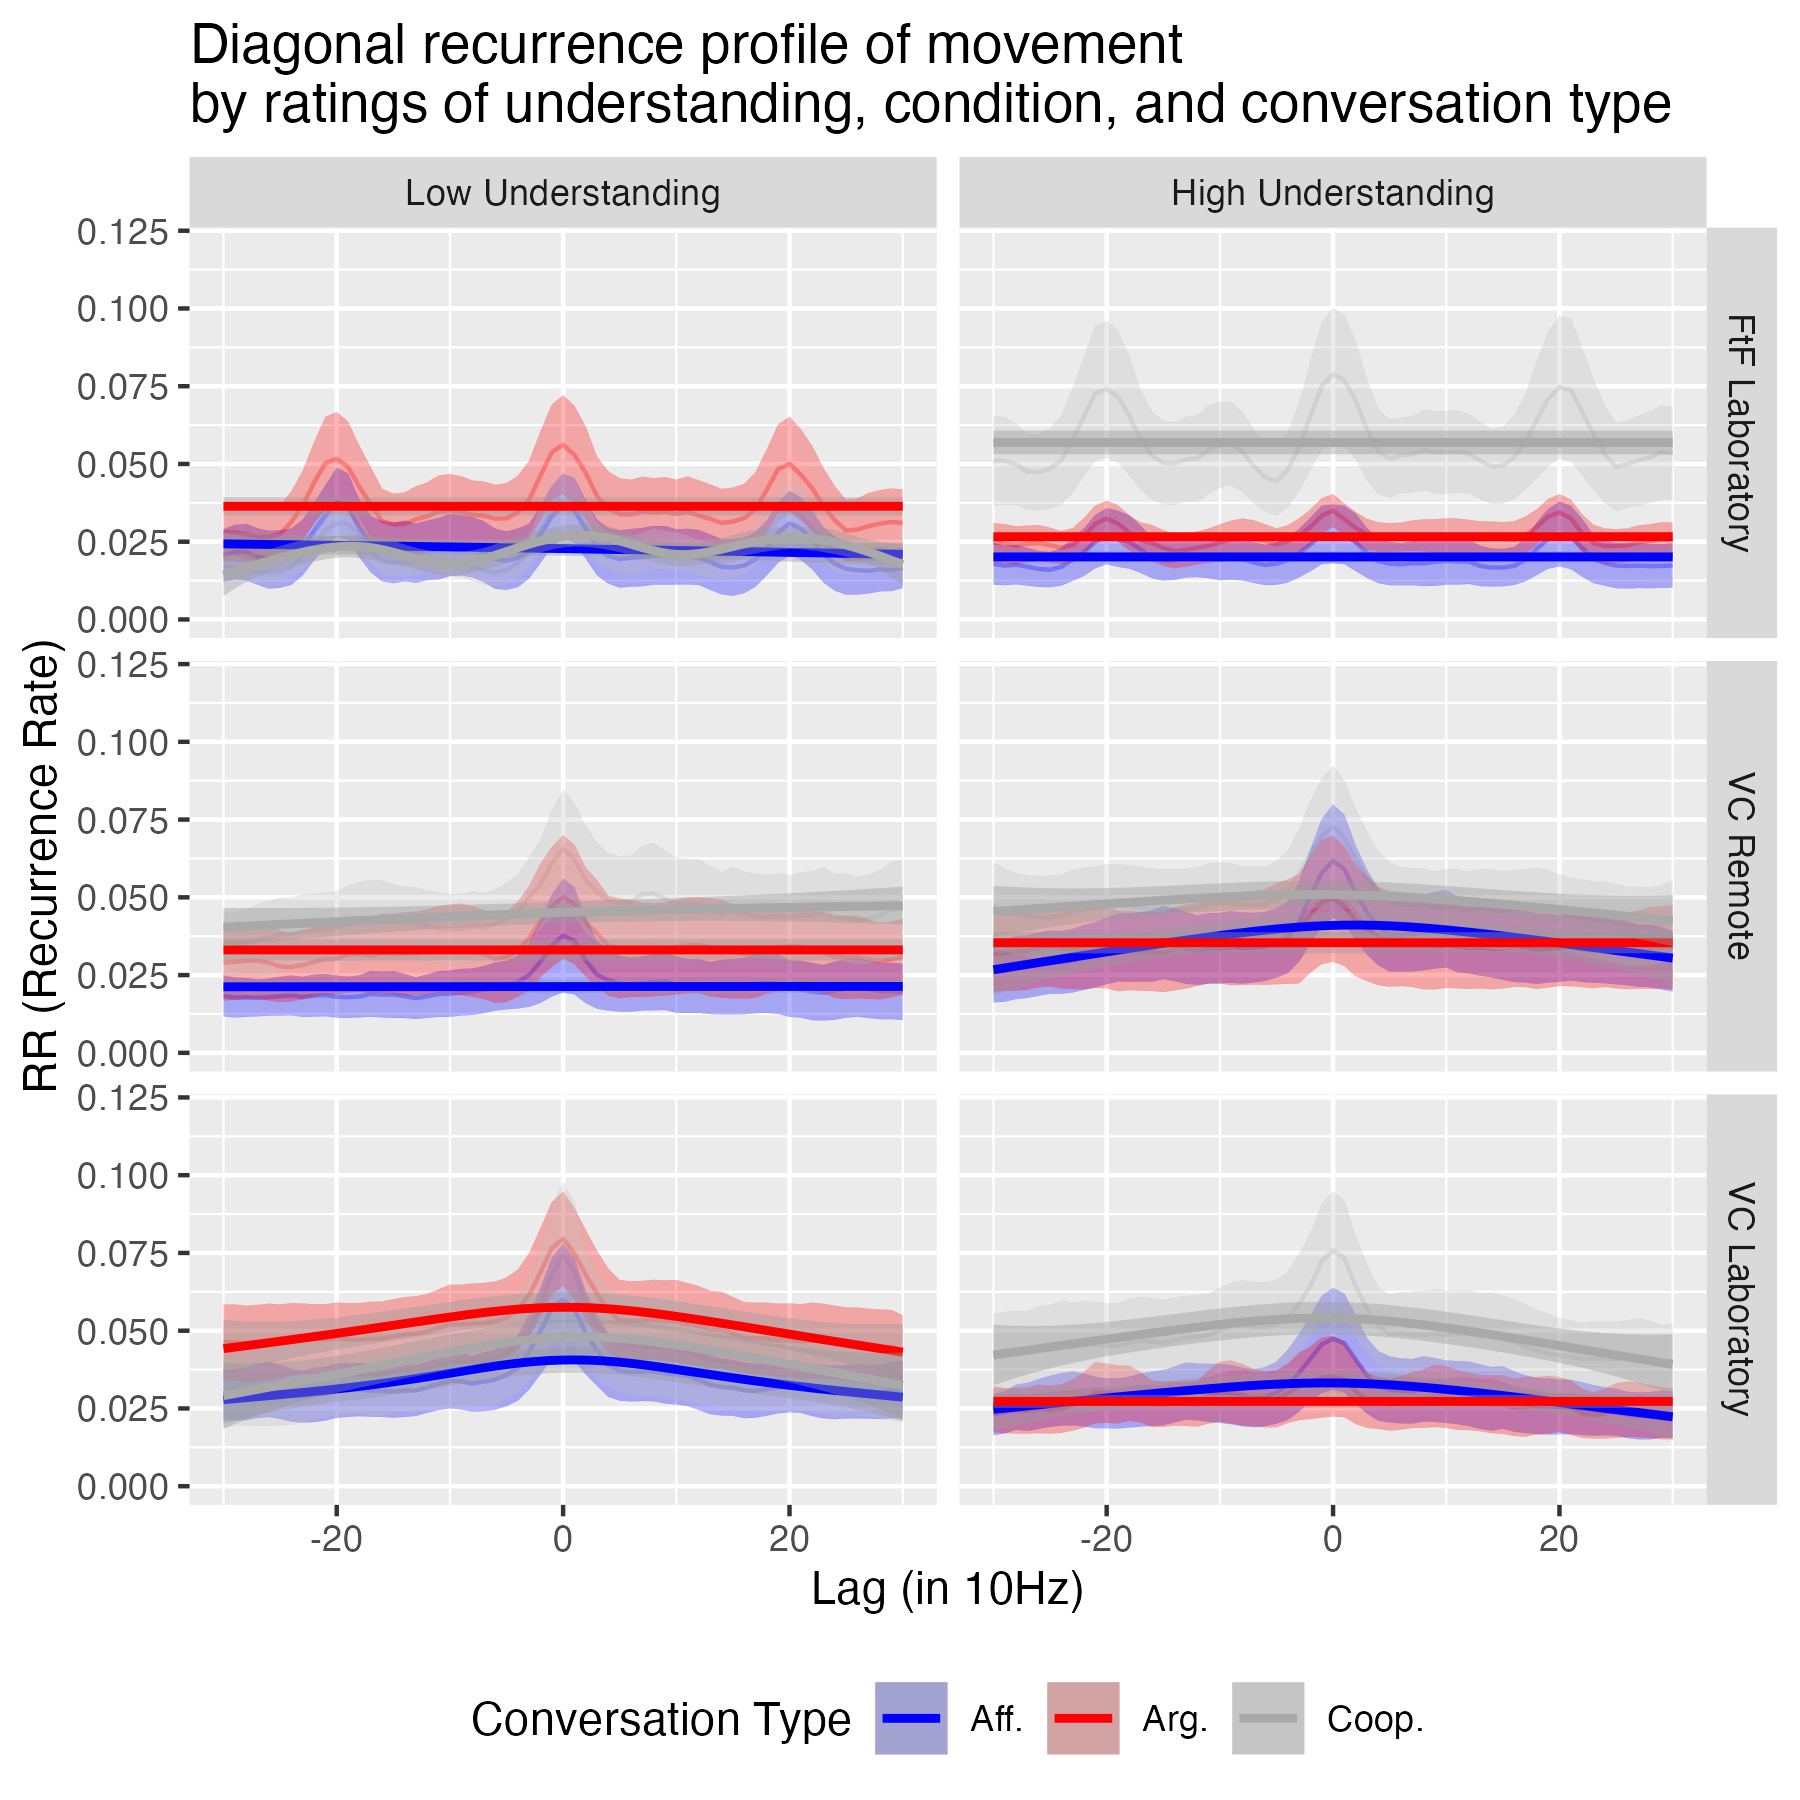 Diagonal recurrence profile of movement
by ratings of understanding, condition, and conversation type
Low Understanding
High Understanding
0.125
0.100
0.075
0.050
0.025
0.000
FtF Laboratory
0.125
0.100
0.075
0.050
0.025
0.000
VC Remote
0.125
0.100
0.075
0.050
0.025
0.000
VC Laboratory
RR (Recurrence Rate)
-20 0 20
-20 0 20
Lag (in 10Hz)
Conversation Type Aff. Arg. Coop.